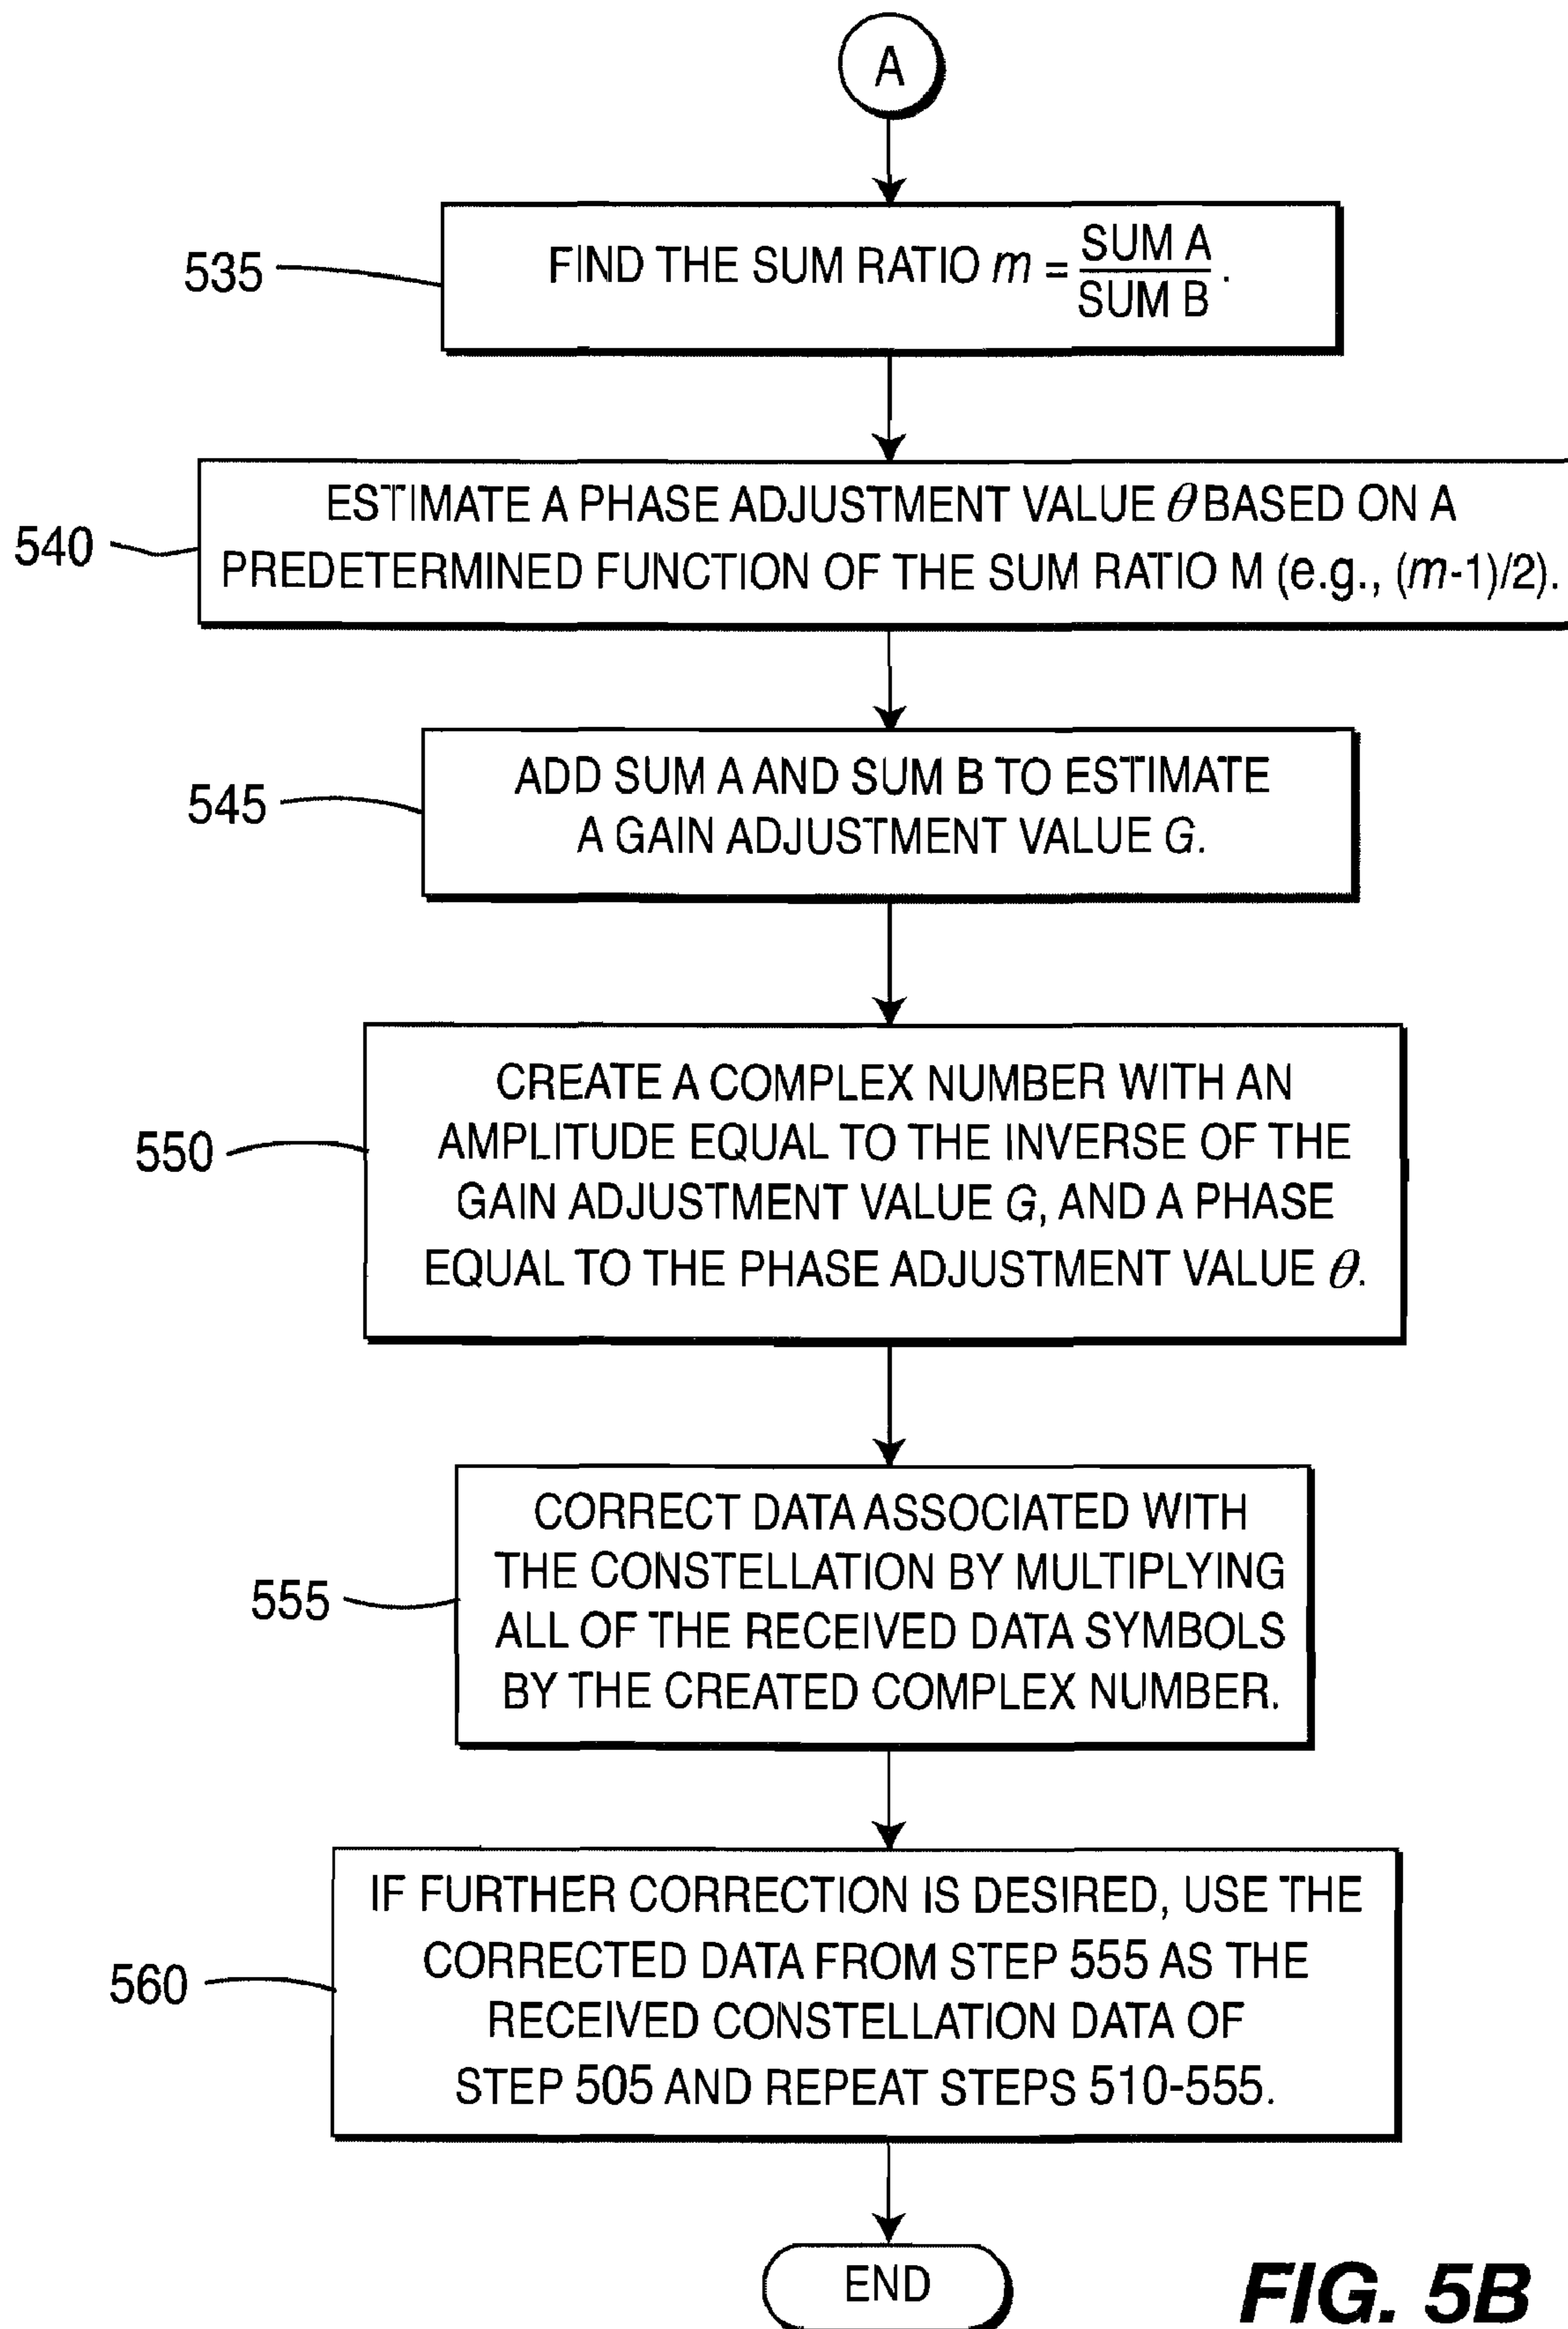 A
535
FIND THE SUM RATIO m = SUM A / SUM B .
540
ESTIMATE A PHASE ADJUSTMENT VALUE θ BASED ON A
PREDETERMINED FUNCTION OF THE SUM RATIO M (e.g., (m-1)/2).
545
ADD SUM A AND SUM B TO ESTIMATE
A GAIN ADJUSTMENT VALUE G.
550
CREATE A COMPLEX NUMBER WITH AN
AMPLITUDE EQUAL TO THE INVERSE OF THE
GAIN ADJUSTMENT VALUE G, AND A PHASE
EQUAL TO THE PHASE ADJUSTMENT VALUE θ.
555
CORRECT DATA ASSOCIATED WITH
THE CONSTELLATION BY MULTIPLYING
ALL OF THE RECEIVED DATA SYMBOLS
BY THE CREATED COMPLEX NUMBER.
560
IF FURTHER CORRECTION IS DESIRED, USE THE
CORRECTED DATA FROM STEP 555 AS THE
RECEIVED CONSTELLATION DATA OF
STEP 505 AND REPEAT STEPS 510-555.
END
FIG. 5B